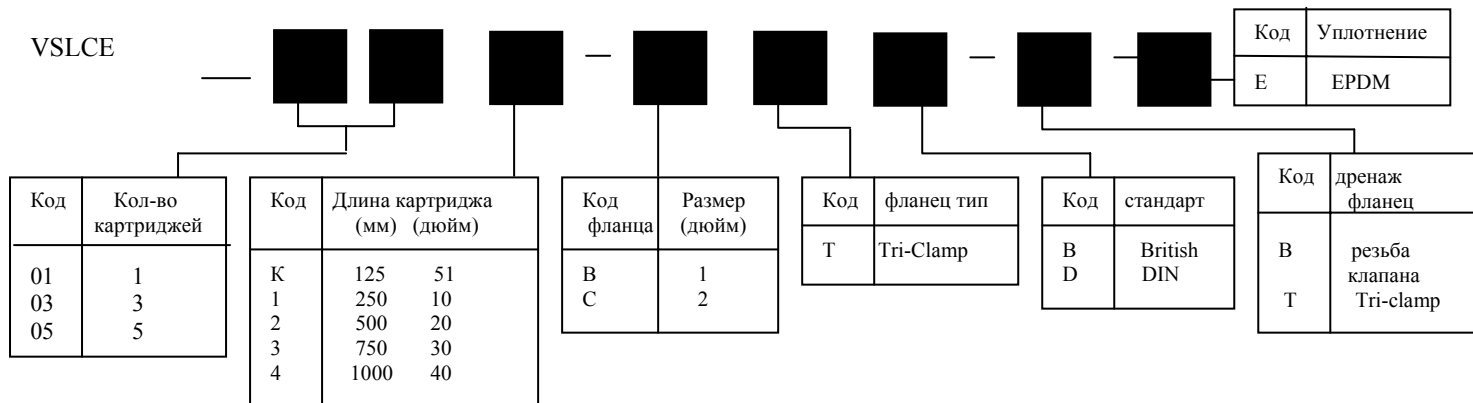 VSLCE
Код Уплотнение
E EPDM
Код Кол-во
картриджей
01 1
03 3
05 5
Код Длина картриджа
(мм) (дюйм)
К 125 51
1 250 10
2 500 20
3 750 30
4 1000 40
Код Размер
фланца (дюйм)
B 1
C 2
Код фланец тип
T Tri-Clamp
Код стандарт
B British
D DIN
Код дренаж
фланец
B резьба
клапана
T Tri-clamp